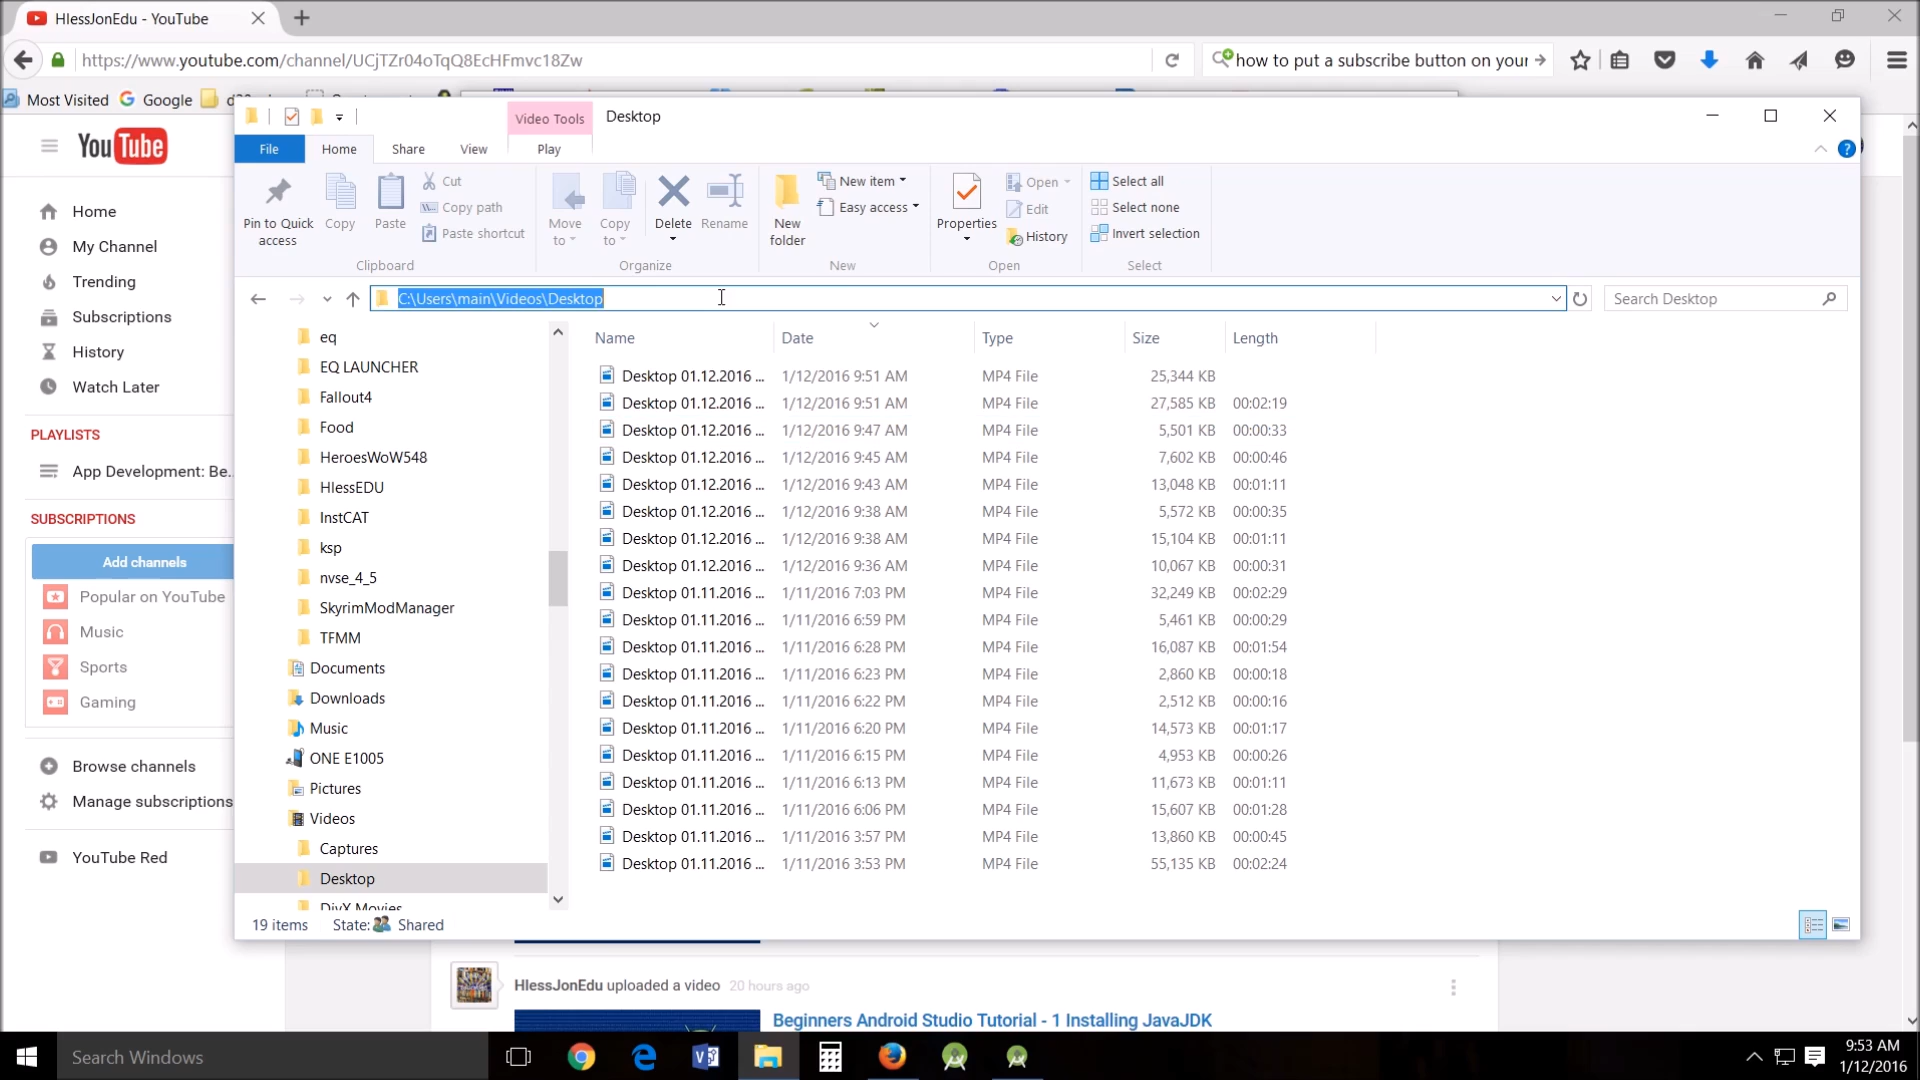 HlessJonEdu - YouTube
https://www.youtube.com/channel/UCjTZr04oTqQ8EcHFmvc18Zw
how to put a subscribe button on your
Most Visited
Google
YouTube
Home
My Channel
Trending
Subscriptions
History
Watch Later
PLAYLISTS
App Development: Be...
SUBSCRIPTIONS
Add channels
Popular on YouTube
Music
Sports
Gaming
Browse channels
Manage subscriptions
YouTube Red
Video Tools
Desktop
File
Home
Share
View
Play
Pin to Quick access
Copy
Paste
Cut
Copy path
Paste shortcut
Clipboard
Move to
Copy to
Delete
Rename
Organize
New folder
New item
Easy access
New
Properties
Open
Edit
History
Open
Select all
Select none
Invert selection
Select
C:\Users\main\Videos\Desktop
Search Desktop
eq
EQ LAUNCHER
Fallout4
Food
HeroesWoW548
HlessEDU
InstCAT
ksp
nvse_4_5
SkyrimModManager
TFMM
Documents
Downloads
Music
ONE E1005
Pictures
Videos
Captures
Desktop
DivX Movies
Name Date Type Size Length
Desktop 01.12.2016 ... 1/12/2016 9:51 AM MP4 File 25,344 KB
Desktop 01.12.2016 ... 1/12/2016 9:51 AM MP4 File 27,585 KB 00:02:19
Desktop 01.12.2016 ... 1/12/2016 9:47 AM MP4 File 5,501 KB 00:00:33
Desktop 01.12.2016 ... 1/12/2016 9:45 AM MP4 File 7,602 KB 00:00:46
Desktop 01.12.2016 ... 1/12/2016 9:43 AM MP4 File 13,048 KB 00:01:11
Desktop 01.12.2016 ... 1/12/2016 9:38 AM MP4 File 5,572 KB 00:00:35
Desktop 01.12.2016 ... 1/12/2016 9:38 AM MP4 File 15,104 KB 00:01:11
Desktop 01.12.2016 ... 1/12/2016 9:36 AM MP4 File 10,067 KB 00:00:31
Desktop 01.11.2016 ... 1/11/2016 7:03 PM MP4 File 32,249 KB 00:02:29
Desktop 01.11.2016 ... 1/11/2016 6:59 PM MP4 File 5,461 KB 00:00:29
Desktop 01.11.2016 ... 1/11/2016 6:28 PM MP4 File 16,087 KB 00:01:54
Desktop 01.11.2016 ... 1/11/2016 6:23 PM MP4 File 2,860 KB 00:00:18
Desktop 01.11.2016 ... 1/11/2016 6:22 PM MP4 File 2,512 KB 00:00:16
Desktop 01.11.2016 ... 1/11/2016 6:20 PM MP4 File 14,573 KB 00:01:17
Desktop 01.11.2016 ... 1/11/2016 6:15 PM MP4 File 4,953 KB 00:00:26
Desktop 01.11.2016 ... 1/11/2016 6:13 PM MP4 File 11,673 KB 00:01:11
Desktop 01.11.2016 ... 1/11/2016 6:06 PM MP4 File 15,607 KB 00:01:28
Desktop 01.11.2016 ... 1/11/2016 3:57 PM MP4 File 13,860 KB 00:00:45
Desktop 01.11.2016 ... 1/11/2016 3:53 PM MP4 File 55,135 KB 00:02:24
19 items
State: Shared
HlessJonEdu uploaded a video 20 hours ago
Beginners Android Studio Tutorial - 1 Installing JavaJDK
Search Windows
9:53 AM
1/12/2016